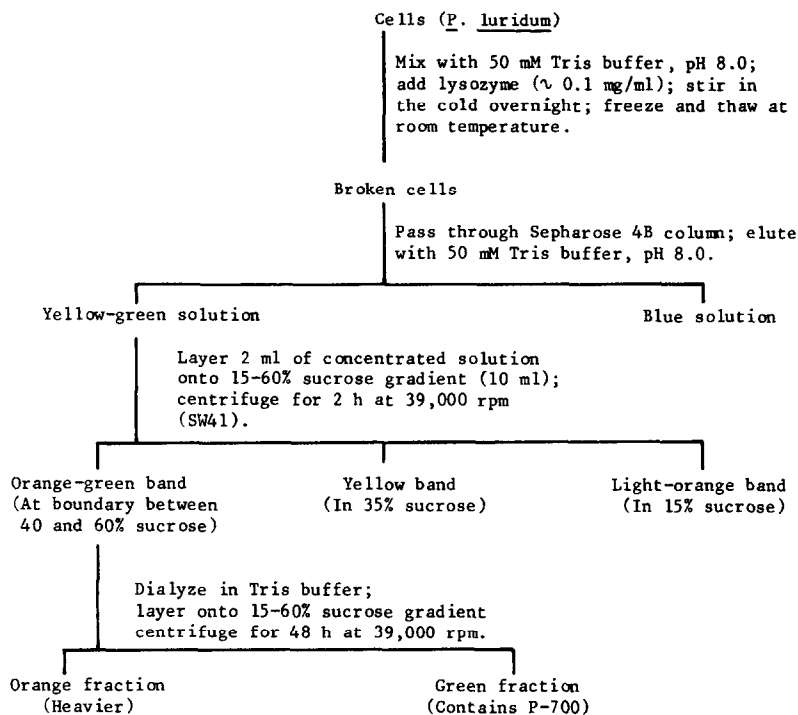 Cells (P. luridum)
Mix with 50 mM Tris buffer, pH 8.0;
add lysozyme (~ 0.1 mg/ml); stir in
the cold overnight; freeze and thaw at
room temperature.
Broken cells
Pass through Sepharose 4B column; elute
with 50 mM Tris buffer, pH 8.0.
Yellow-green solution
Blue solution
Layer 2 ml of concentrated solution
onto 15-60% sucrose gradient (10 ml);
centrifuge for 2 h at 39,000 rpm
(SW41).
Orange-green band
(At boundary between
40 and 60% sucrose)
Yellow band
(In 35% sucrose)
Light-orange band
(In 15% sucrose)
Dialyze in Tris buffer;
layer onto 15-60% sucrose gradient
centrifuge for 48 h at 39,000 rpm.
Orange fraction
(Heavier)
Green fraction
(Contains P-700)